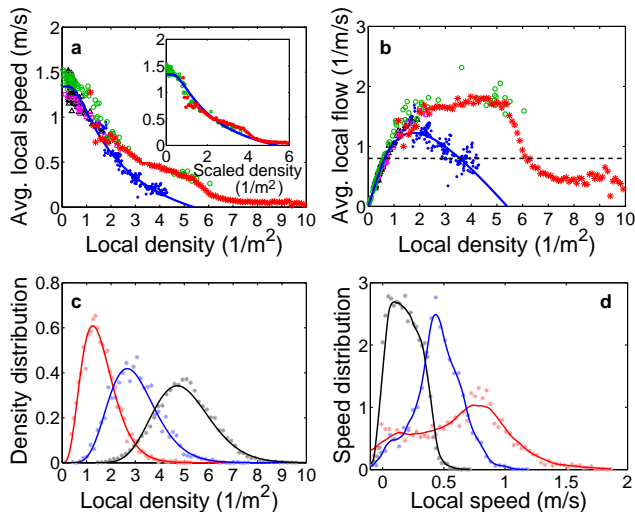 a
Avg. local speed (m/s)
2
1.5
1
0.5
0
0 1 2 3 4 5 6 7 8 9 10
Local density (1/m²)
1.5
1
0.5
0
0 2 4 6
Scaled density
(1/m²)
b
Avg. local flow (1/m/s)
3
2
1
0
0 1 2 3 4 5 6 7 8 9 10
Local density (1/m²)
c
Density distribution
0.8
0.6
0.4
0.2
0
0 1 2 3 4 5 6 7 8 9 10
Local density (1/m²)
d
Speed distribution
3
2
1
0
0 0.5 1 1.5 2
Local speed (m/s)